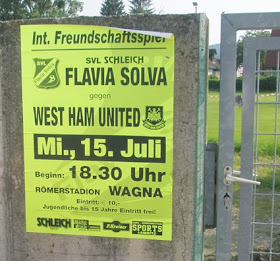 Int. Freundschaftsspiel
SVL SCHLEICH
FLAVIA SOLVA
gegen
WEST HAM UNITED
Mi., 15. Juli
Beginn: 18.30 Uhr
RÖMERSTADION WAGNA
Eintritt: 10,-
Jugendliche bis 15 Jahre Eintritt frei!
SCHLEICH
SPORTS